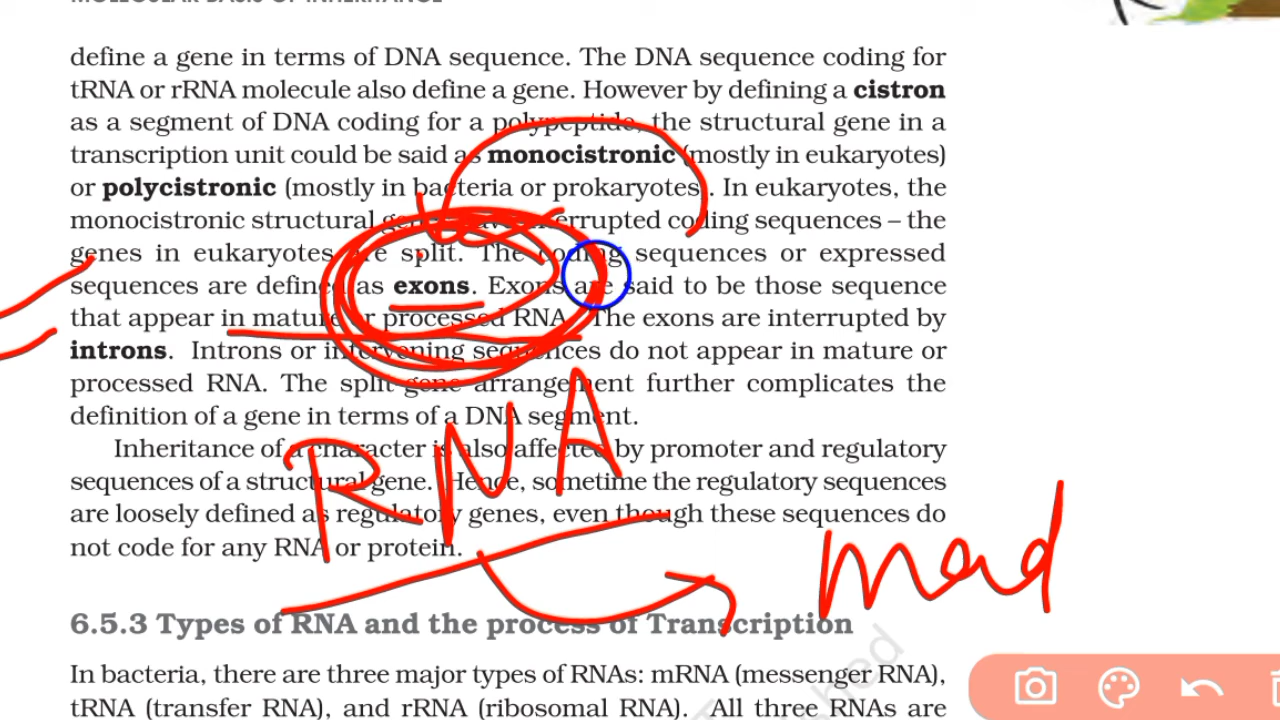 MOLECULAR BASIS OF INHERITANCE
define a gene in terms of DNA sequence. The DNA sequence coding for
tRNA or rRNA molecule also define a gene. However by defining a cistron
as a segment of DNA coding for a polypeptide, the structural gene in a
transcription unit could be said as monocistronic (mostly in eukaryotes)
or polycistronic (mostly in bacteria or prokaryotes). In eukaryotes, the
monocistronic structural genes have interrupted coding sequences – the
genes in eukaryotes are split. The coding sequences or expressed
sequences are defined as exons. Exons are said to be those sequence
that appear in mature or processed RNA. The exons are interrupted by
introns. Introns or intervening sequences do not appear in mature or
processed RNA. The split-gene arrangement further complicates the
definition of a gene in terms of a DNA segment.
Inheritance of a character is also affected by promoter and regulatory
sequences of a structural gene. Hence, sometime the regulatory sequences
are loosely defined as regulatory genes, even though these sequences do
not code for any RNA or protein.
RNA
6.5.3 Types of RNA and the process of Transcription
In bacteria, there are three major types of RNAs: mRNA (messenger RNA),
tRNA (transfer RNA), and rRNA (ribosomal RNA). All three RNAs are